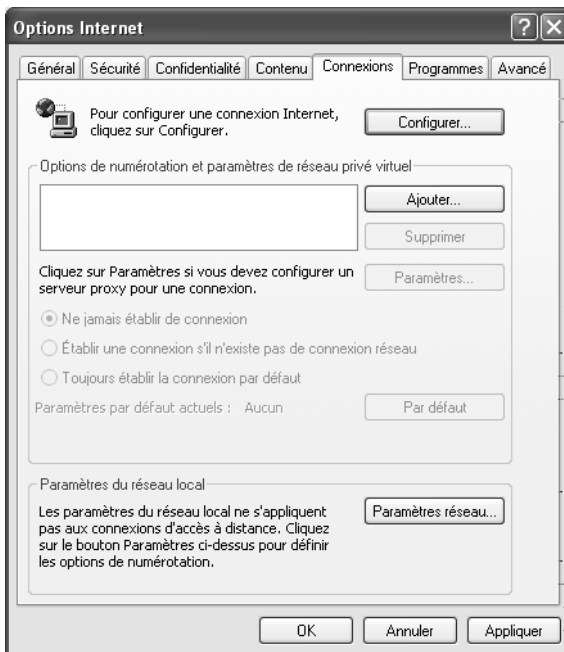 Options Internet
Général Sécurité Confidentialité Contenu Connexions Programmes Avancé
Pour configurer une connexion Internet,
cliquez sur Configurer.
Configurer...
Options de numérotation et paramètres de réseau privé virtuel
Ajouter...
Supprimer
Cliquez sur Paramètres si vous devez configurer un
serveur proxy pour une connexion.
Paramètres...
Ne jamais établir de connexion
Établir une connexion s'il n'existe pas de connexion réseau
Toujours établir la connexion par défaut
Paramètres par défaut actuels : Aucun
Par défaut
Paramètres du réseau local
Les paramètres du réseau local ne s'appliquent
pas aux connexions d'accès à distance. Cliquez
sur le bouton Paramètres ci-dessus pour définir
les options de numérotation.
Paramètres réseau...
OK Annuler Appliquer